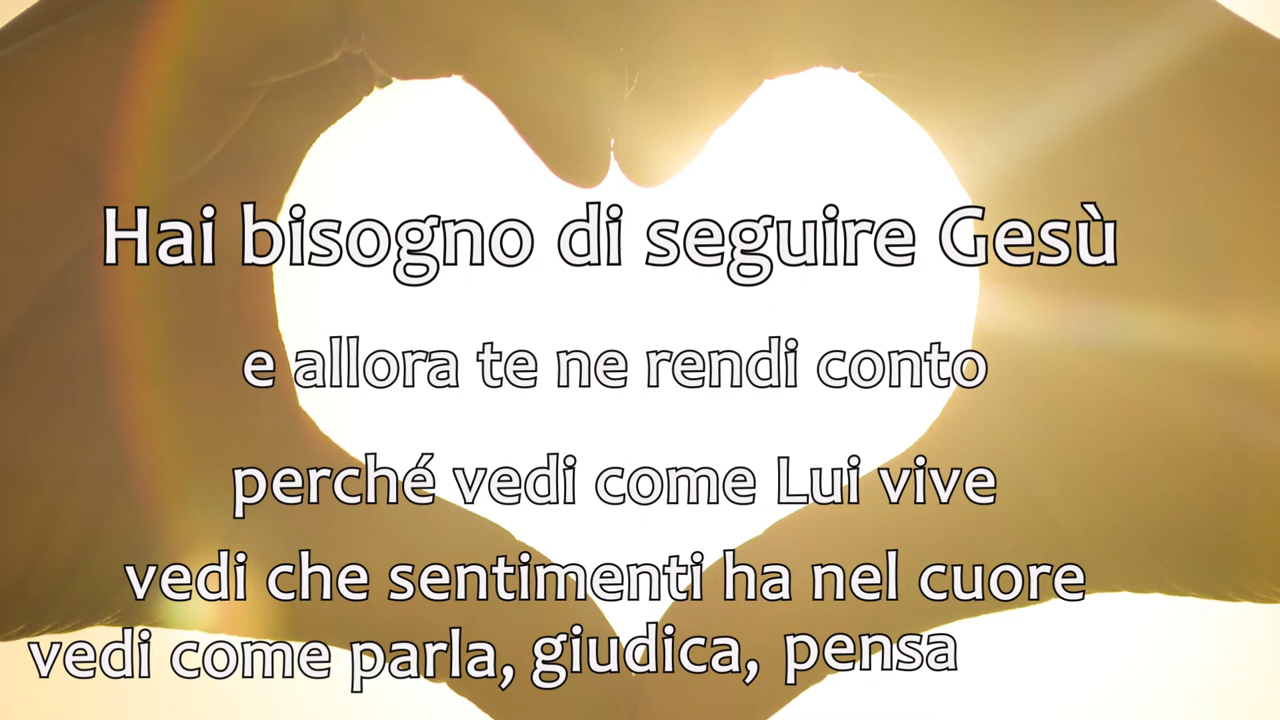 Hai bisogno di seguire Gesù
e allora te ne rendi conto
perché vedi come Lui vive
vedi che sentimenti ha nel cuore
vedi come parla, giudica, pensa